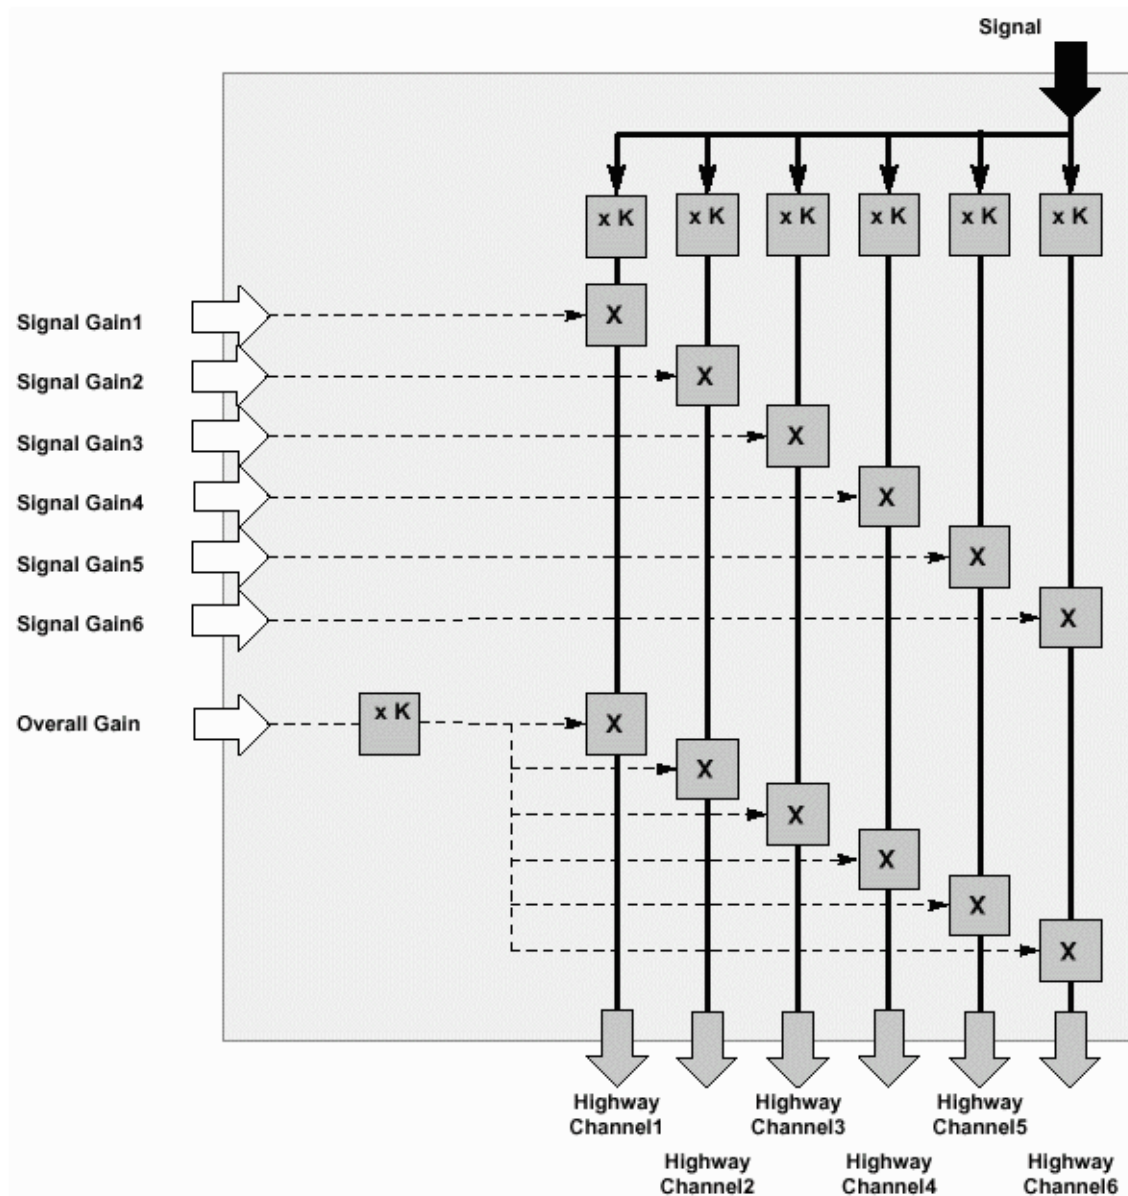 Signal
x K x K x K x K x K x K
Signal Gain1
X
Signal Gain2
X
Signal Gain3
X
Signal Gain4
X
Signal Gain5
X
Signal Gain6
X
Overall Gain
x K
X
X
X
X
X
X
Highway
Channel1
Highway
Channel2
Highway
Channel3
Highway
Channel4
Highway
Channel5
Highway
Channel6